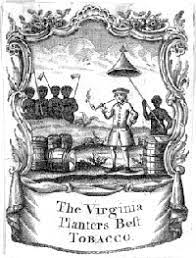 The Virginia
Planters Best
TOBACCO.